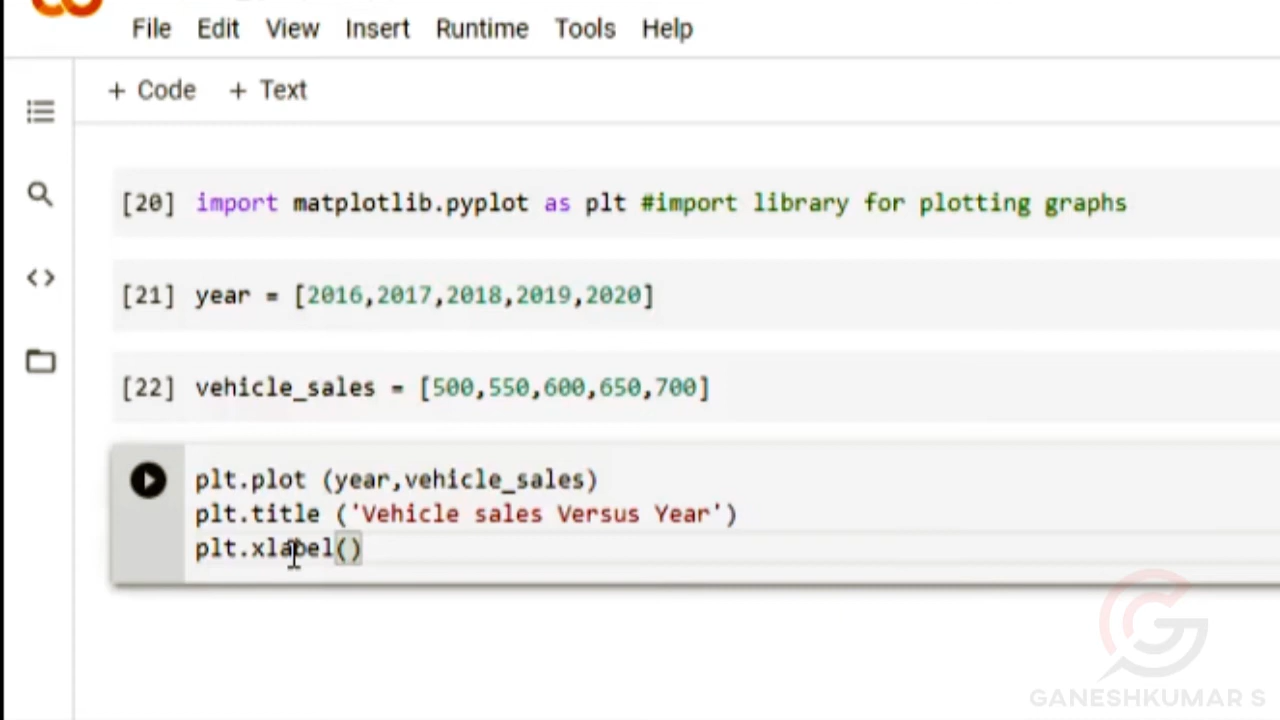 File Edit View Insert Runtime Tools Help
+ Code + Text
[20] import matplotlib.pyplot as plt #import library for plotting graphs
[21] year = [2016,2017,2018,2019,2020]
[22] vehicle_sales = [500,550,600,650,700]
plt.plot (year,vehicle_sales)
plt.title ('Vehicle sales Versus Year')
plt.xlabel()
GANESHKUMAR S